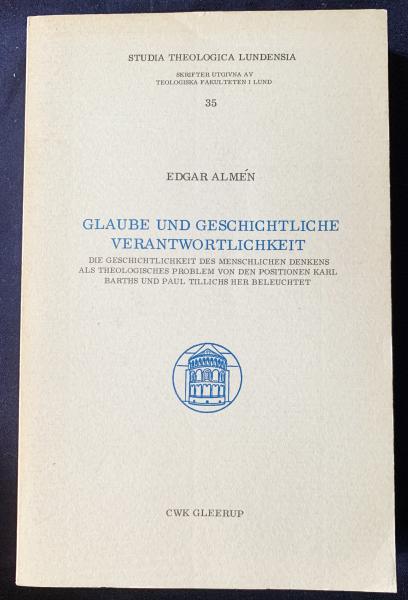 STUDIA THEOLOGICA LUNDENSIA
SKRIFTER UTGIVNA AV
TEOLOGISKA FAKULTETEN I LUND
35
EDGAR ALMÉN
GLAUBE UND GESCHICHTLICHE
VERANTWORTLICHKEIT
DIE GESCHICHTLICHKEIT DES MENSCHLICHEN DENKENS
ALS THEOLOGISCHES PROBLEM VON DEN POSITIONEN KARL
BARTHS UND PAUL TILLICHS HER BELEUCHTET
CWK GLEERUP